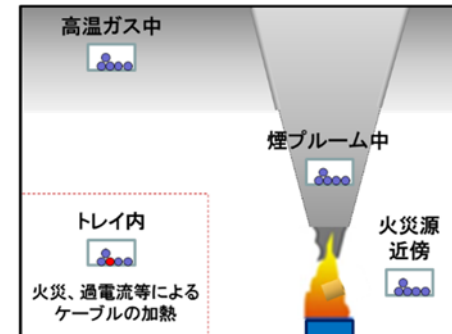 高温ガス中
煙プルーム中
トレイ内
火災、過電流等による
ケーブルの加熱
火災源
近傍